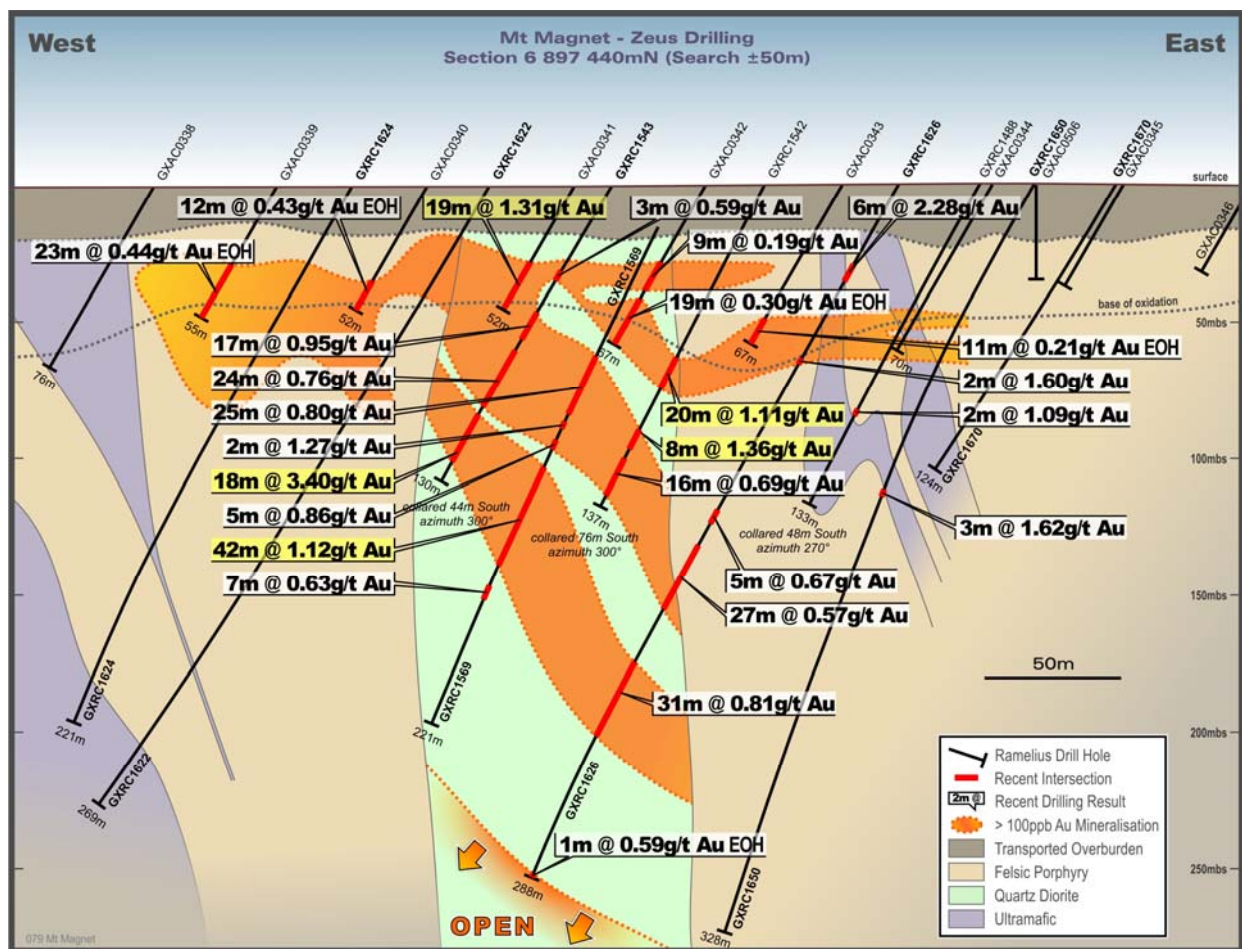 West
Mt Magnet - Zeus Drilling
East
Section 6 897 440mN (Search ±50m)
GXAC0338
GXAC0339
GXRC1624
GXAC0340
GXRC1622
GXAC0341
GXRC1543
GXAC0342
GXRC1542
GXAC0343
GXRC1626
GXRC1488
GXAC0344
GXRC1650
GXAC0506
GXRC1670
GXAC0345
surface
12m @ 0.43g/t Au EOH
19m @ 1.31g/t Au
3m @ 0.59g/t Au
6m @ 2.28g/t Au
23m @ 0.44g/t Au EOH
GXRC1569
9m @ 0.19g/t Au
GXAC0346
19m @ 0.30g/t Au EOH
base of oxidation
55m
52m
52m
50mbs
17m @ 0.95g/t Au
67m
67m
70m
11m @ 0.21g/t Au EOH
76m
24m @ 0.76g/t Au
2m @ 1.60g/t Au
25m @ 0.80g/t Au
20m @ 1.11g/t Au
2m @ 1.09g/t Au
2m @ 1.27g/t Au
8m @ 1.36g/t Au
GXRC1670
100mbs
18m @ 3.40g/t Au
130m
16m @ 0.69g/t Au
124m
5m @ 0.86g/t Au
collared 44m South
azimuth 300°
137m
133m
3m @ 1.62g/t Au
collared 76m South
azimuth 300°
collared 48m South
azimuth 270°
42m @ 1.12g/t Au
7m @ 0.63g/t Au
5m @ 0.67g/t Au
150mbs
27m @ 0.57g/t Au
50m
GXRC1624
GXRC1569
31m @ 0.81g/t Au
221m
221m
200mbs
GXRC1622
GXRC1626
269m
Ramelius Drill Hole
Recent Intersection
2m @
Recent Drilling Result
> 100ppb Au Mineralisation
1m @ 0.59g/t Au EOH
Transported Overburden
GXRC1650
Felsic Porphyry
250mbs
288m
Quartz Diorite
OPEN
Ultramafic
328m
079 Mt Magnet